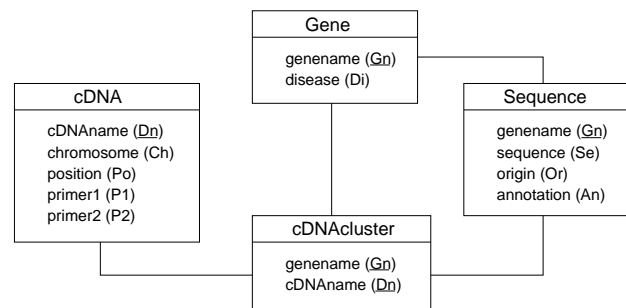 Gene
genename (Gn)
disease (Di)
cDNA
cDNAname (Dn)
chromosome (Ch)
position (Po)
primer1 (P1)
primer2 (P2)
Sequence
genename (Gn)
sequence (Se)
origin (Or)
annotation (An)
cDNAcluster
genename (Gn)
cDNAname (Dn)